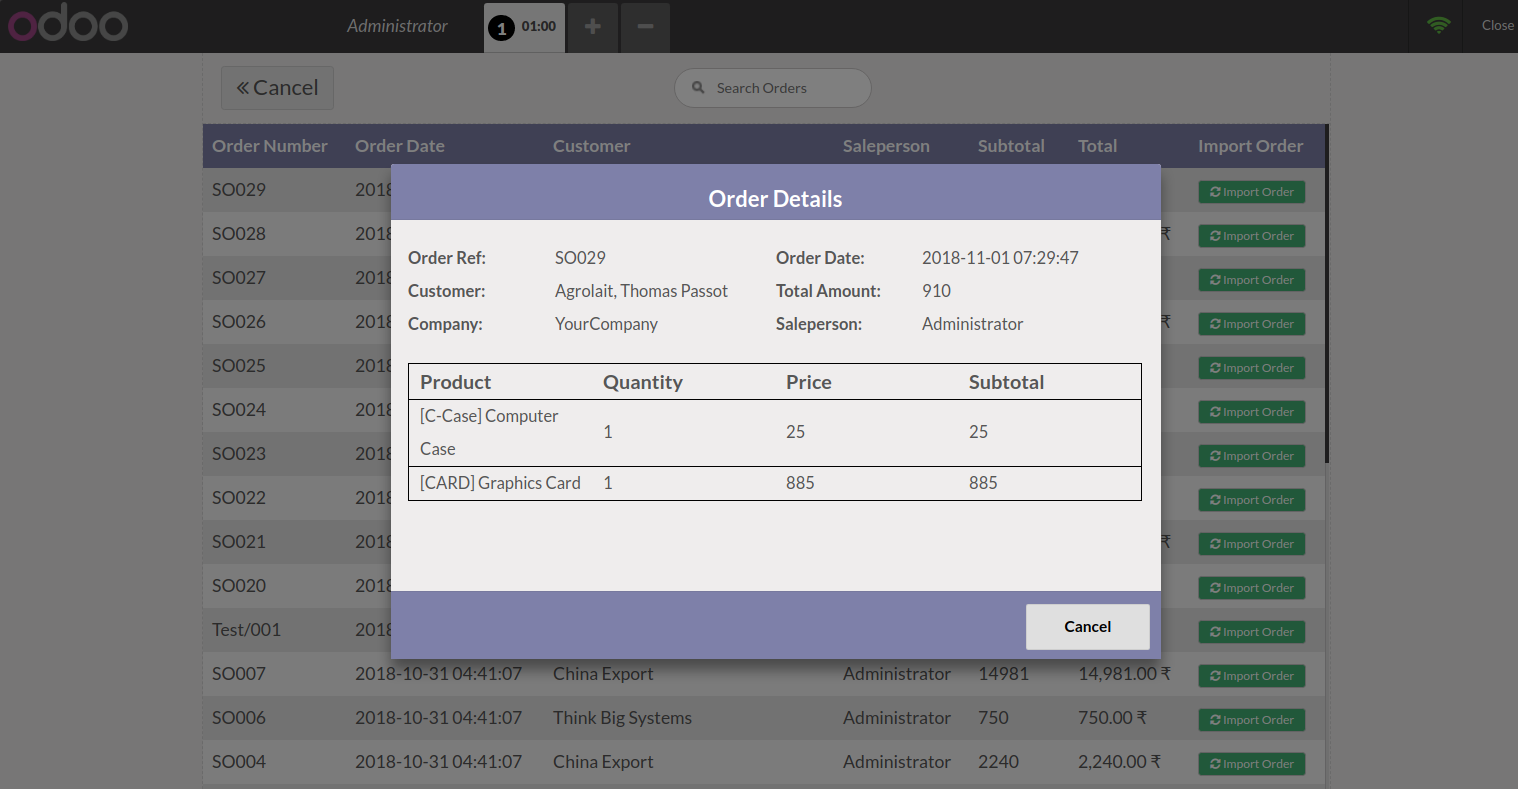 odoo Administrator 1 01:00 + − Close
« Cancel Search Orders
Order Number Order Date Customer Saleperson Subtotal Total Import Order
Order Details
Order Ref: SO029 Order Date: 2018-11-01 07:29:47
Customer: Agrolait, Thomas Passot Total Amount: 910
Company: YourCompany Saleperson: Administrator
Product Quantity Price Subtotal
[C-Case] Computer
Case 1 25 25
[CARD] Graphics Card 1 885 885
Cancel
SO029 2018 Import Order
SO028 2018 ₹ Import Order
SO027 2018 Import Order
SO026 2018 ₹ Import Order
SO025 2018 Import Order
SO024 2018 Import Order
SO023 2018 Import Order
SO022 2018 Import Order
SO021 2018 ₹ Import Order
SO020 2018 Import Order
Test/001 2018 Import Order
SO007 2018-10-31 04:41:07 China Export Administrator 14981 14,981.00 ₹ Import Order
SO006 2018-10-31 04:41:07 Think Big Systems Administrator 750 750.00 ₹ Import Order
SO004 2018-10-31 04:41:07 China Export Administrator 2240 2,240.00 ₹ Import Order